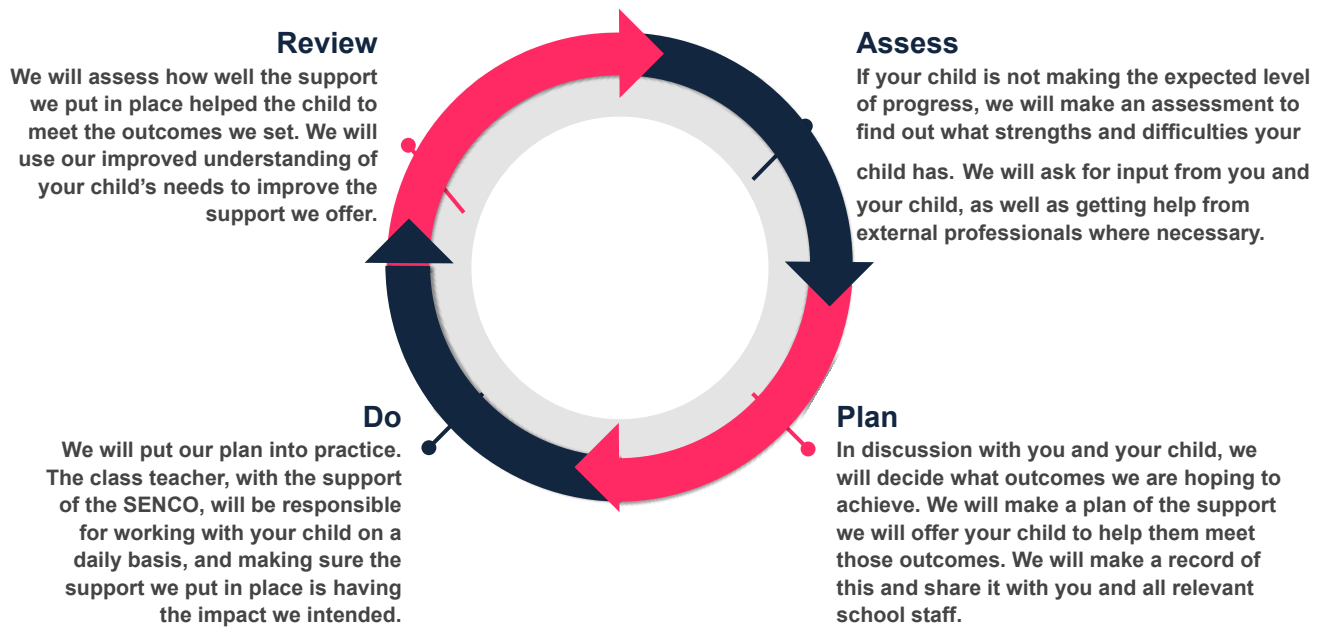 Review
We will assess how well the support
we put in place helped the child to
meet the outcomes we set. We will
use our improved understanding of
your child’s needs to improve the
support we offer.
Assess
If your child is not making the expected level
of progress, we will make an assessment to
find out what strengths and difficulties your
child has. We will ask for input from you and
your child, as well as getting help from
external professionals where necessary.
Do
We will put our plan into practice.
The class teacher, with the support
of the SENCO, will be responsible
for working with your child on a
daily basis, and making sure the
support we put in place is having
the impact we intended.
Plan
In discussion with you and your child, we
will decide what outcomes we are hoping to
achieve. We will make a plan of the support
we will offer your child to help them meet
those outcomes. We will make a record of
this and share it with you and all relevant
school staff.